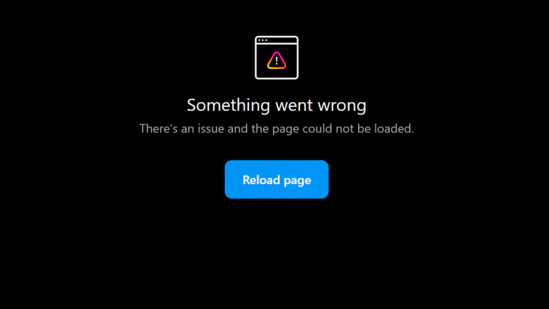 Something went wrong
There's an issue and the page could not be loaded.
Reload page